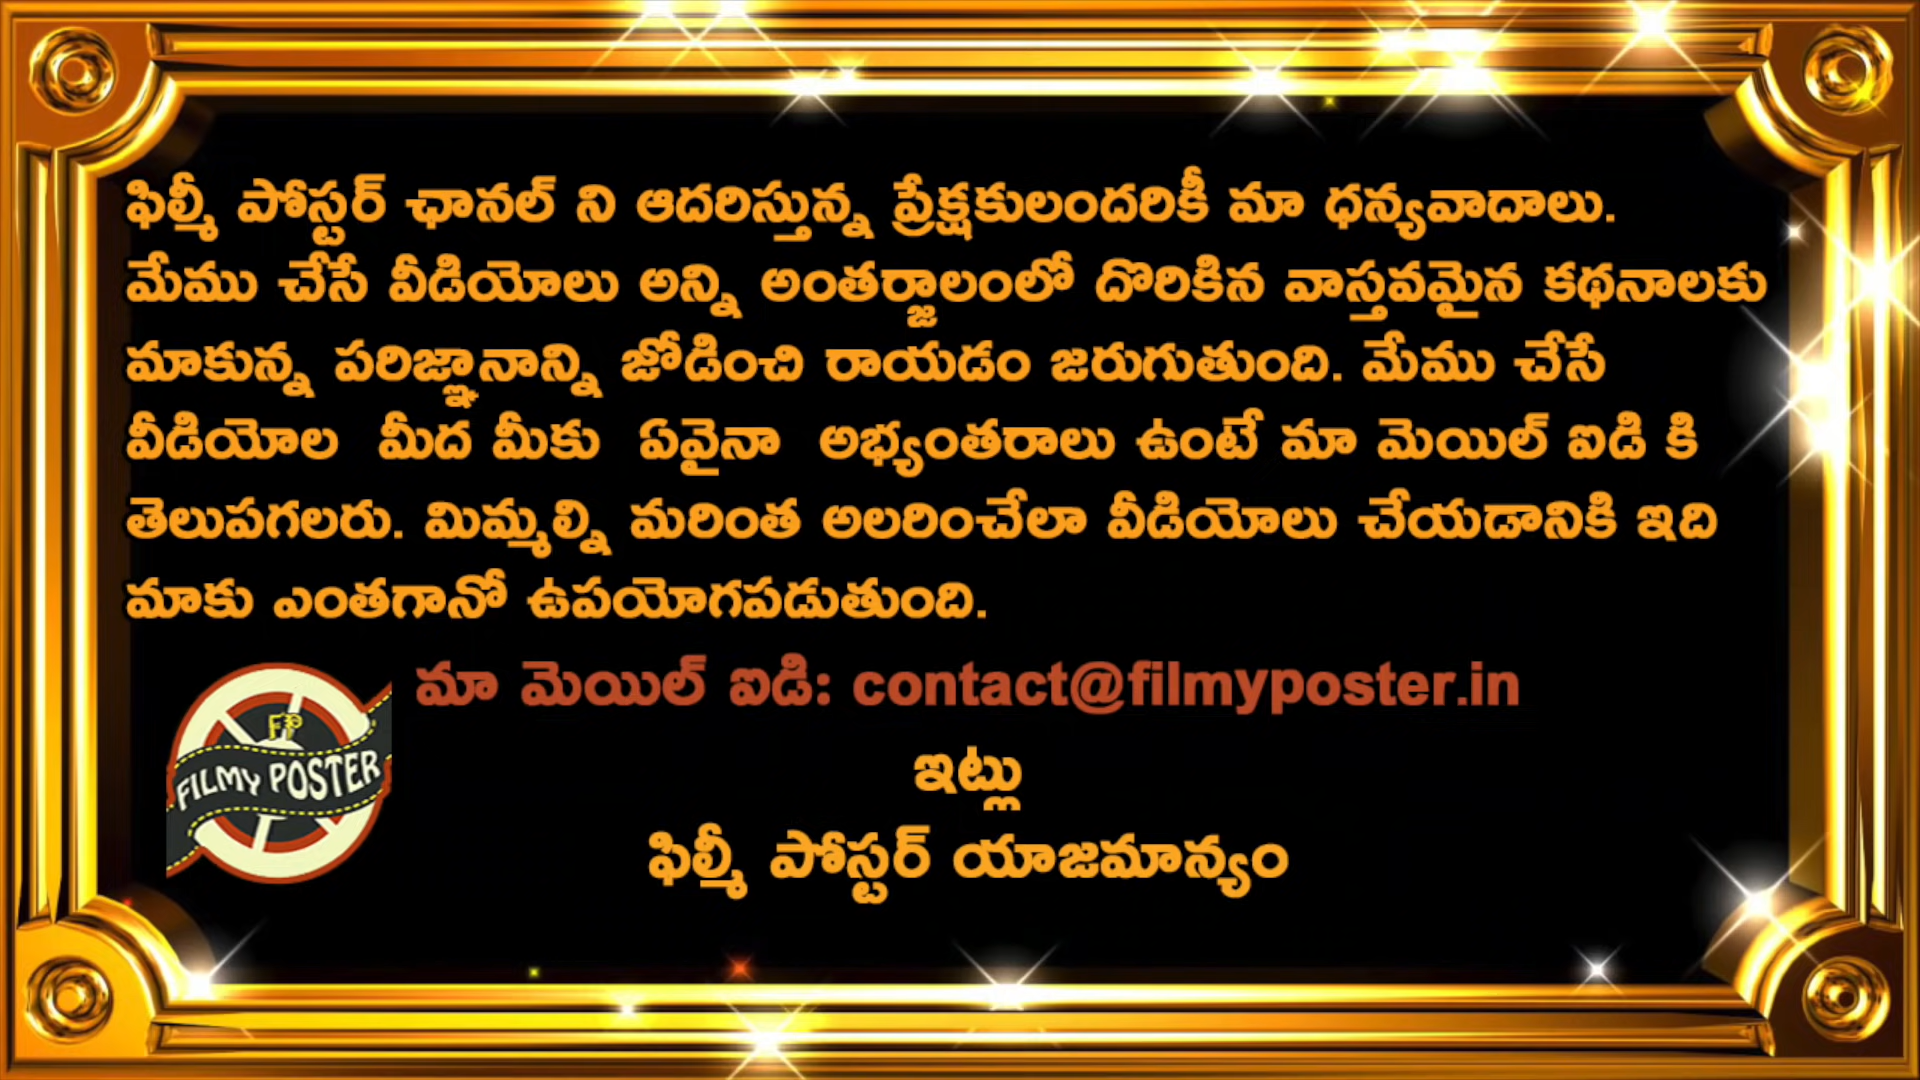 ఫిల్మీ పోస్టర్ ఛానల్ ని ఆదరిస్తున్న ప్రేక్షకులందరికీ మా ధన్యవాదాలు.
మేము చేసే వీడియోలు అన్ని అంతర్జాలంలో దొరికిన వాస్తవమైన కథనాలకు
మాకున్న పరిజ్ఞానాన్ని జోడించి రాయడం జరుగుతుంది. మేము చేసే
వీడియోల మీద మీకు ఏవైనా అభ్యంతరాలు ఉంటే మా మెయిల్ ఐడి కి
తెలుపగలరు. మిమ్మల్ని మరింత అలరించేలా వీడియోలు చేయడానికి ఇది
మాకు ఎంతగానో ఉపయోగపడుతుంది.
మా మెయిల్ ఐడి: contact@filmyposter.in
FP
FILMY POSTER
ఇట్లు
ఫిల్మీ పోస్టర్ యాజమాన్యం